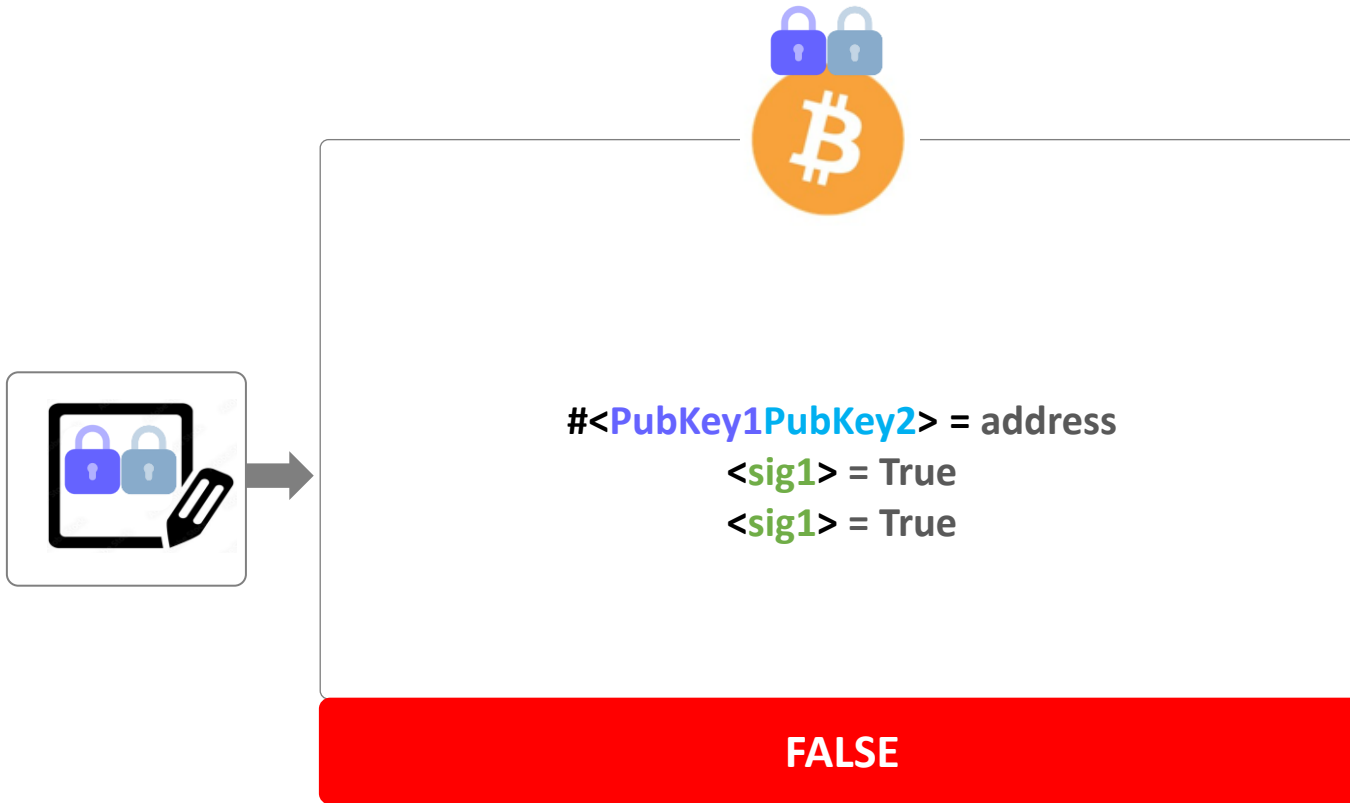 #<PubKey1PubKey2> = address
<sig1> = True
<sig1> = True
FALSE